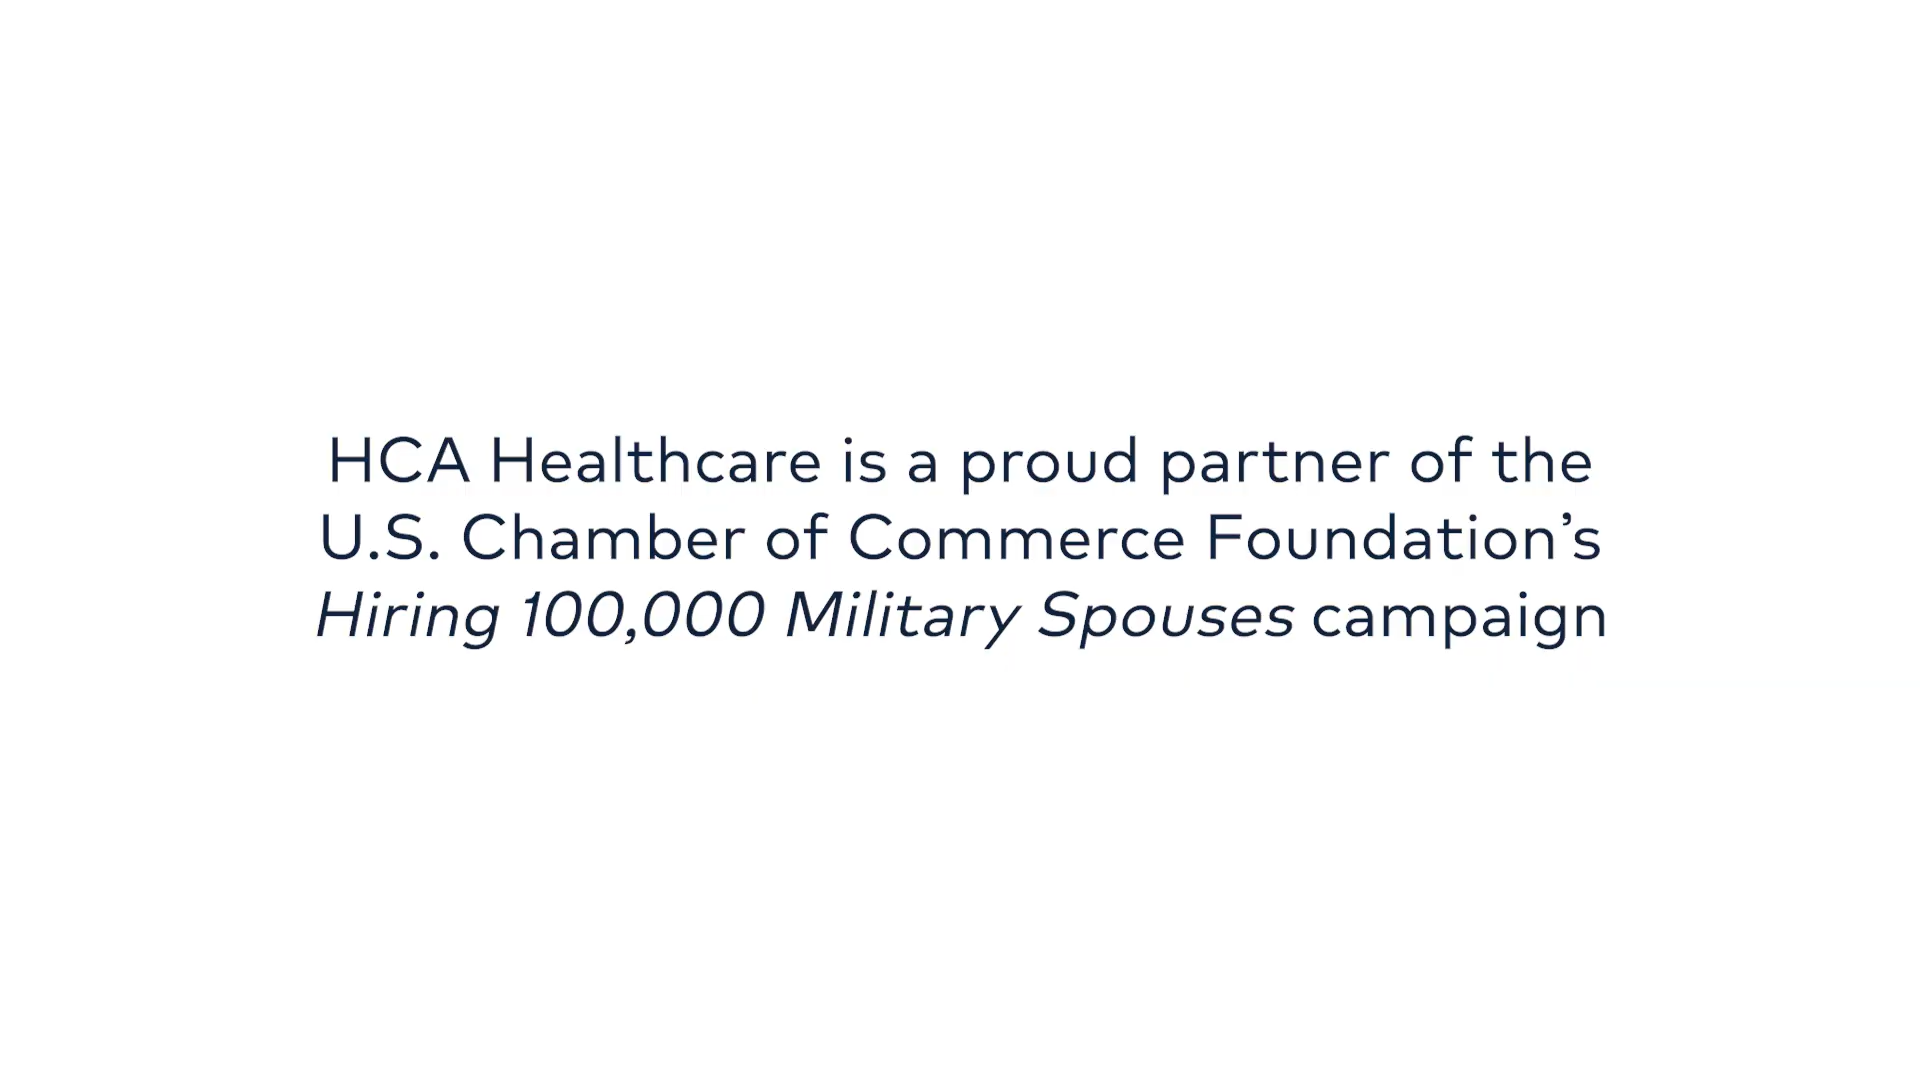 HCA Healthcare is a proud partner of the
U.S. Chamber of Commerce Foundation’s
Hiring 100,000 Military Spouses campaign